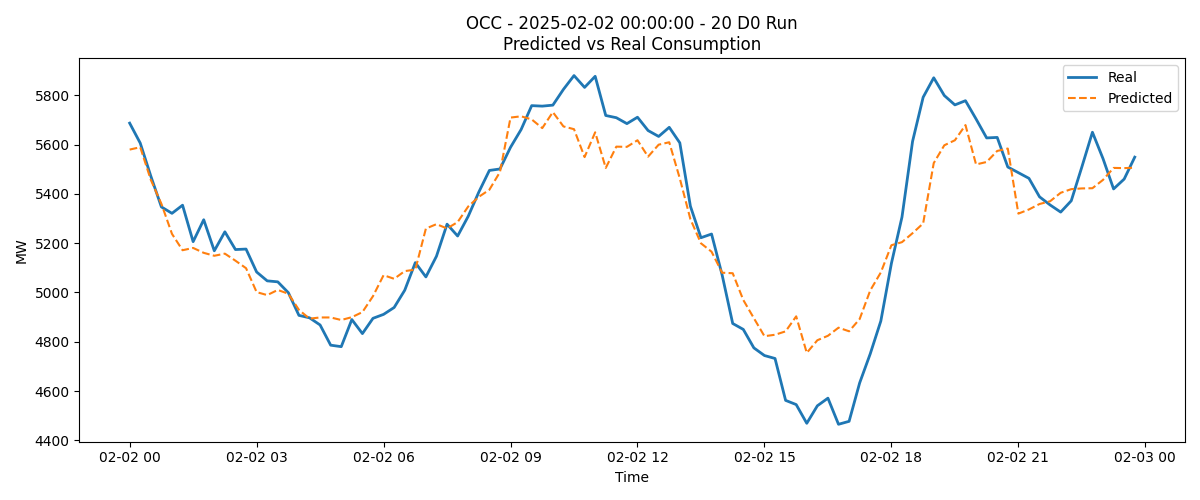 OCC - 2025-02-02 00:00:00 - 20 D0 Run
Predicted vs Real Consumption
Real
Predicted
MW
5800
5600
5400
5200
5000
4800
4600
4400
02-02 00
02-02 03
02-02 06
02-02 09
02-02 12
02-02 15
02-02 18
02-02 21
02-03 00
Time